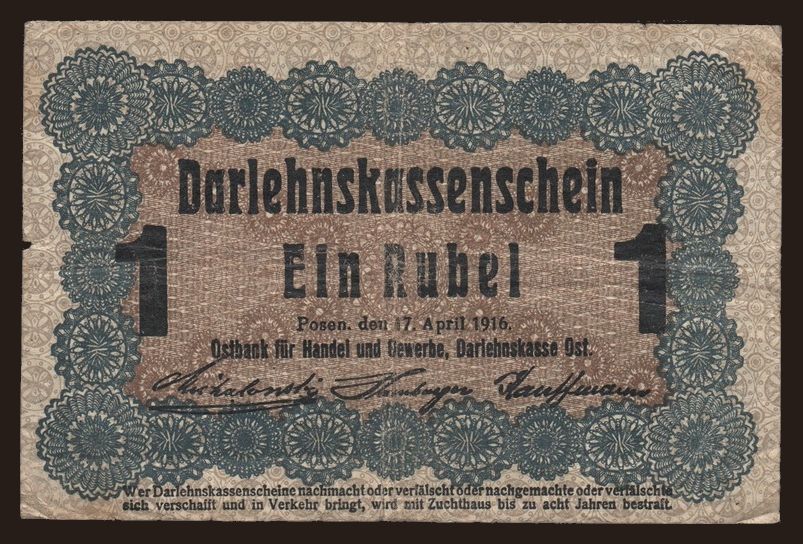 Darlehnskassenschein
1 Ein Rubel 1
Posen, den 17. April 1916.
Ostbank für Handel und Gewerbe, Darlehnskasse Ost.
Kauffmann
Wer Darlehnskassenscheine nachmacht oder verfälscht oder nachgemachte oder verfälschte
sich verschafft und in Verkehr bringt, wird mit Zuchthaus bis zu acht Jahren bestraft.